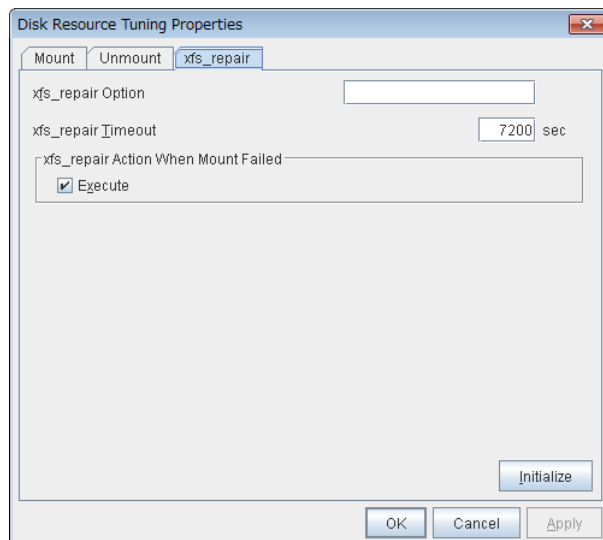 Disk Resource Tuning Properties
Mount Unmount xfs_repair
xfs_repair Option
xfs_repair Timeout 7200 sec
xfs_repair Action When Mount Failed
Execute
Initialize
OK Cancel Apply